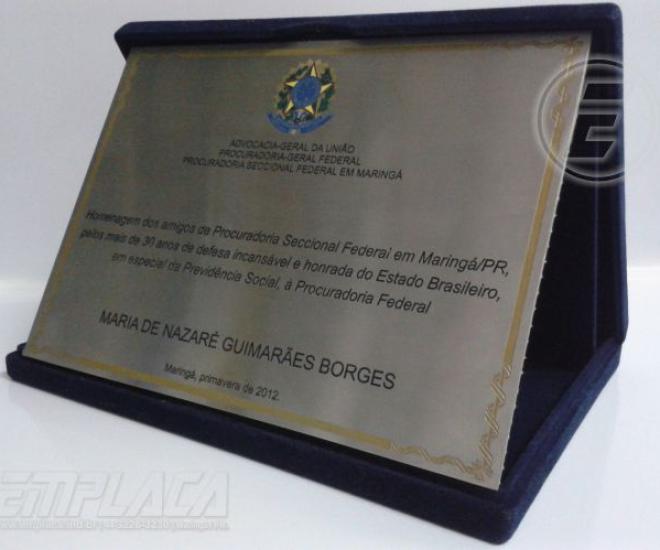 ADVOCACIA-GERAL DA UNIÃO
PROCURADORIA-GERAL FEDERAL
PROCURADORIA SECCIONAL FEDERAL EM MARINGÁ
Homenagem dos amigos de Procuradoria Seccional Federal em Maringá/PR,
pelos mais de 30 anos de defesa incansável e honrada do Estado Brasileiro,
em especial da Previdência Social, à Procuradoria Federal
MARIA DE NAZARÉ GUIMARÃES BORGES
Maringá, primavera de 2012.
E
EMPLACA